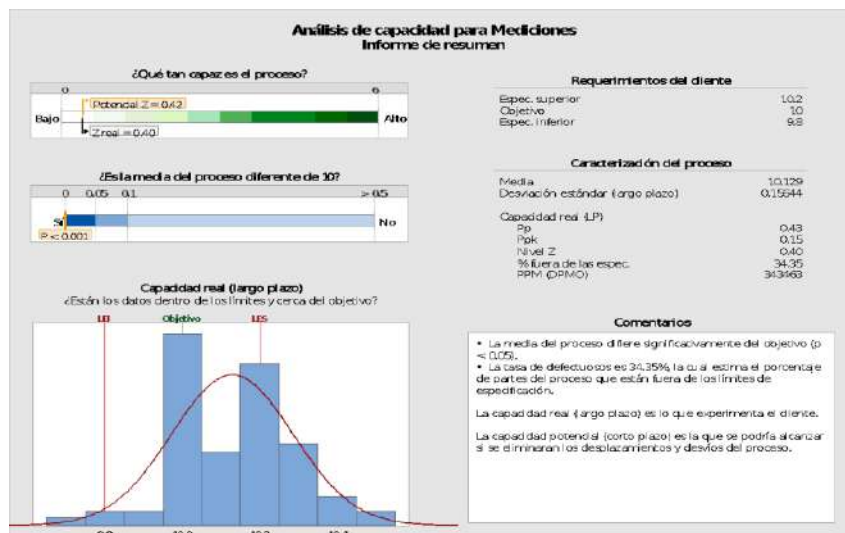 Análisis de capacidad para Mediciones
Informe de resumen
¿Qué tan capaz es el proceso?
0 6
Potencial Z = 0.42
Bajo Alto
Z real = 0.40
¿Es la media del proceso diferente de 10?
0 0.05 0.1 > 0.5
Sí No
P < 0.001
Capacidad real (largo plazo)
¿Están los datos dentro de los límites y cerca del objetivo?
LEI Objetivo LES
Requerimientos del cliente
Espec. superior 10.2
Objetivo 10
Espec. inferior 9.8
Caracterización del proceso
Media 10.129
Desviación estándar (largo plazo) 0.15644
Capacidad real (LP)
Pp 0.43
Ppk 0.15
Nivel Z 0.40
% fuera de las espec. 34.35
PPM (DPMO) 343463
Comentarios
• La media del proceso difiere significativamente del objetivo (p
< 0.05).
• La tasa de defectuosos es 34.35%, la cual estima el porcentaje
de partes del proceso que están fuera de los límites de
especificación.
La capacidad real (largo plazo) es lo que experimenta el cliente.
La capacidad potencial (corto plazo) es la que se podría alcanzar
si se eliminaran los desplazamientos y desvíos del proceso.